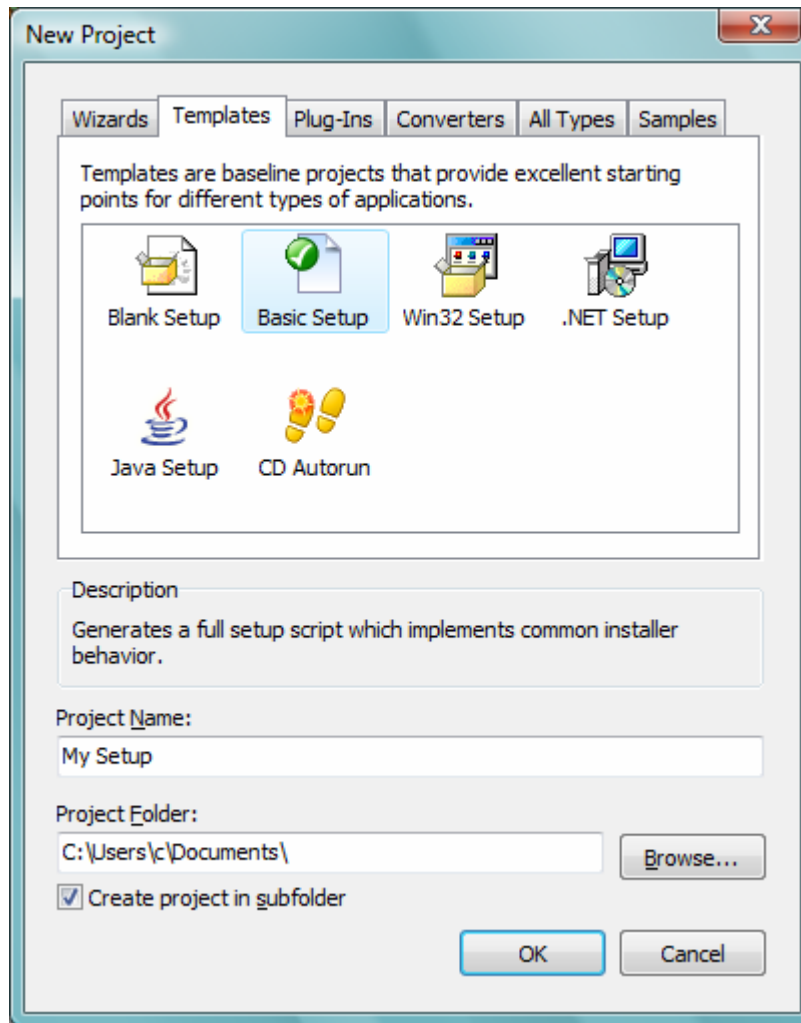 New Project
Wizards Templates Plug-Ins Converters All Types Samples
Templates are baseline projects that provide excellent starting
points for different types of applications.
Blank Setup Basic Setup Win32 Setup .NET Setup
Java Setup CD Autorun
Description
Generates a full setup script which implements common installer
behavior.
Project Name:
My Setup
Project Folder:
C:\Users\c\Documents\
Browse...
Create project in subfolder
OK Cancel